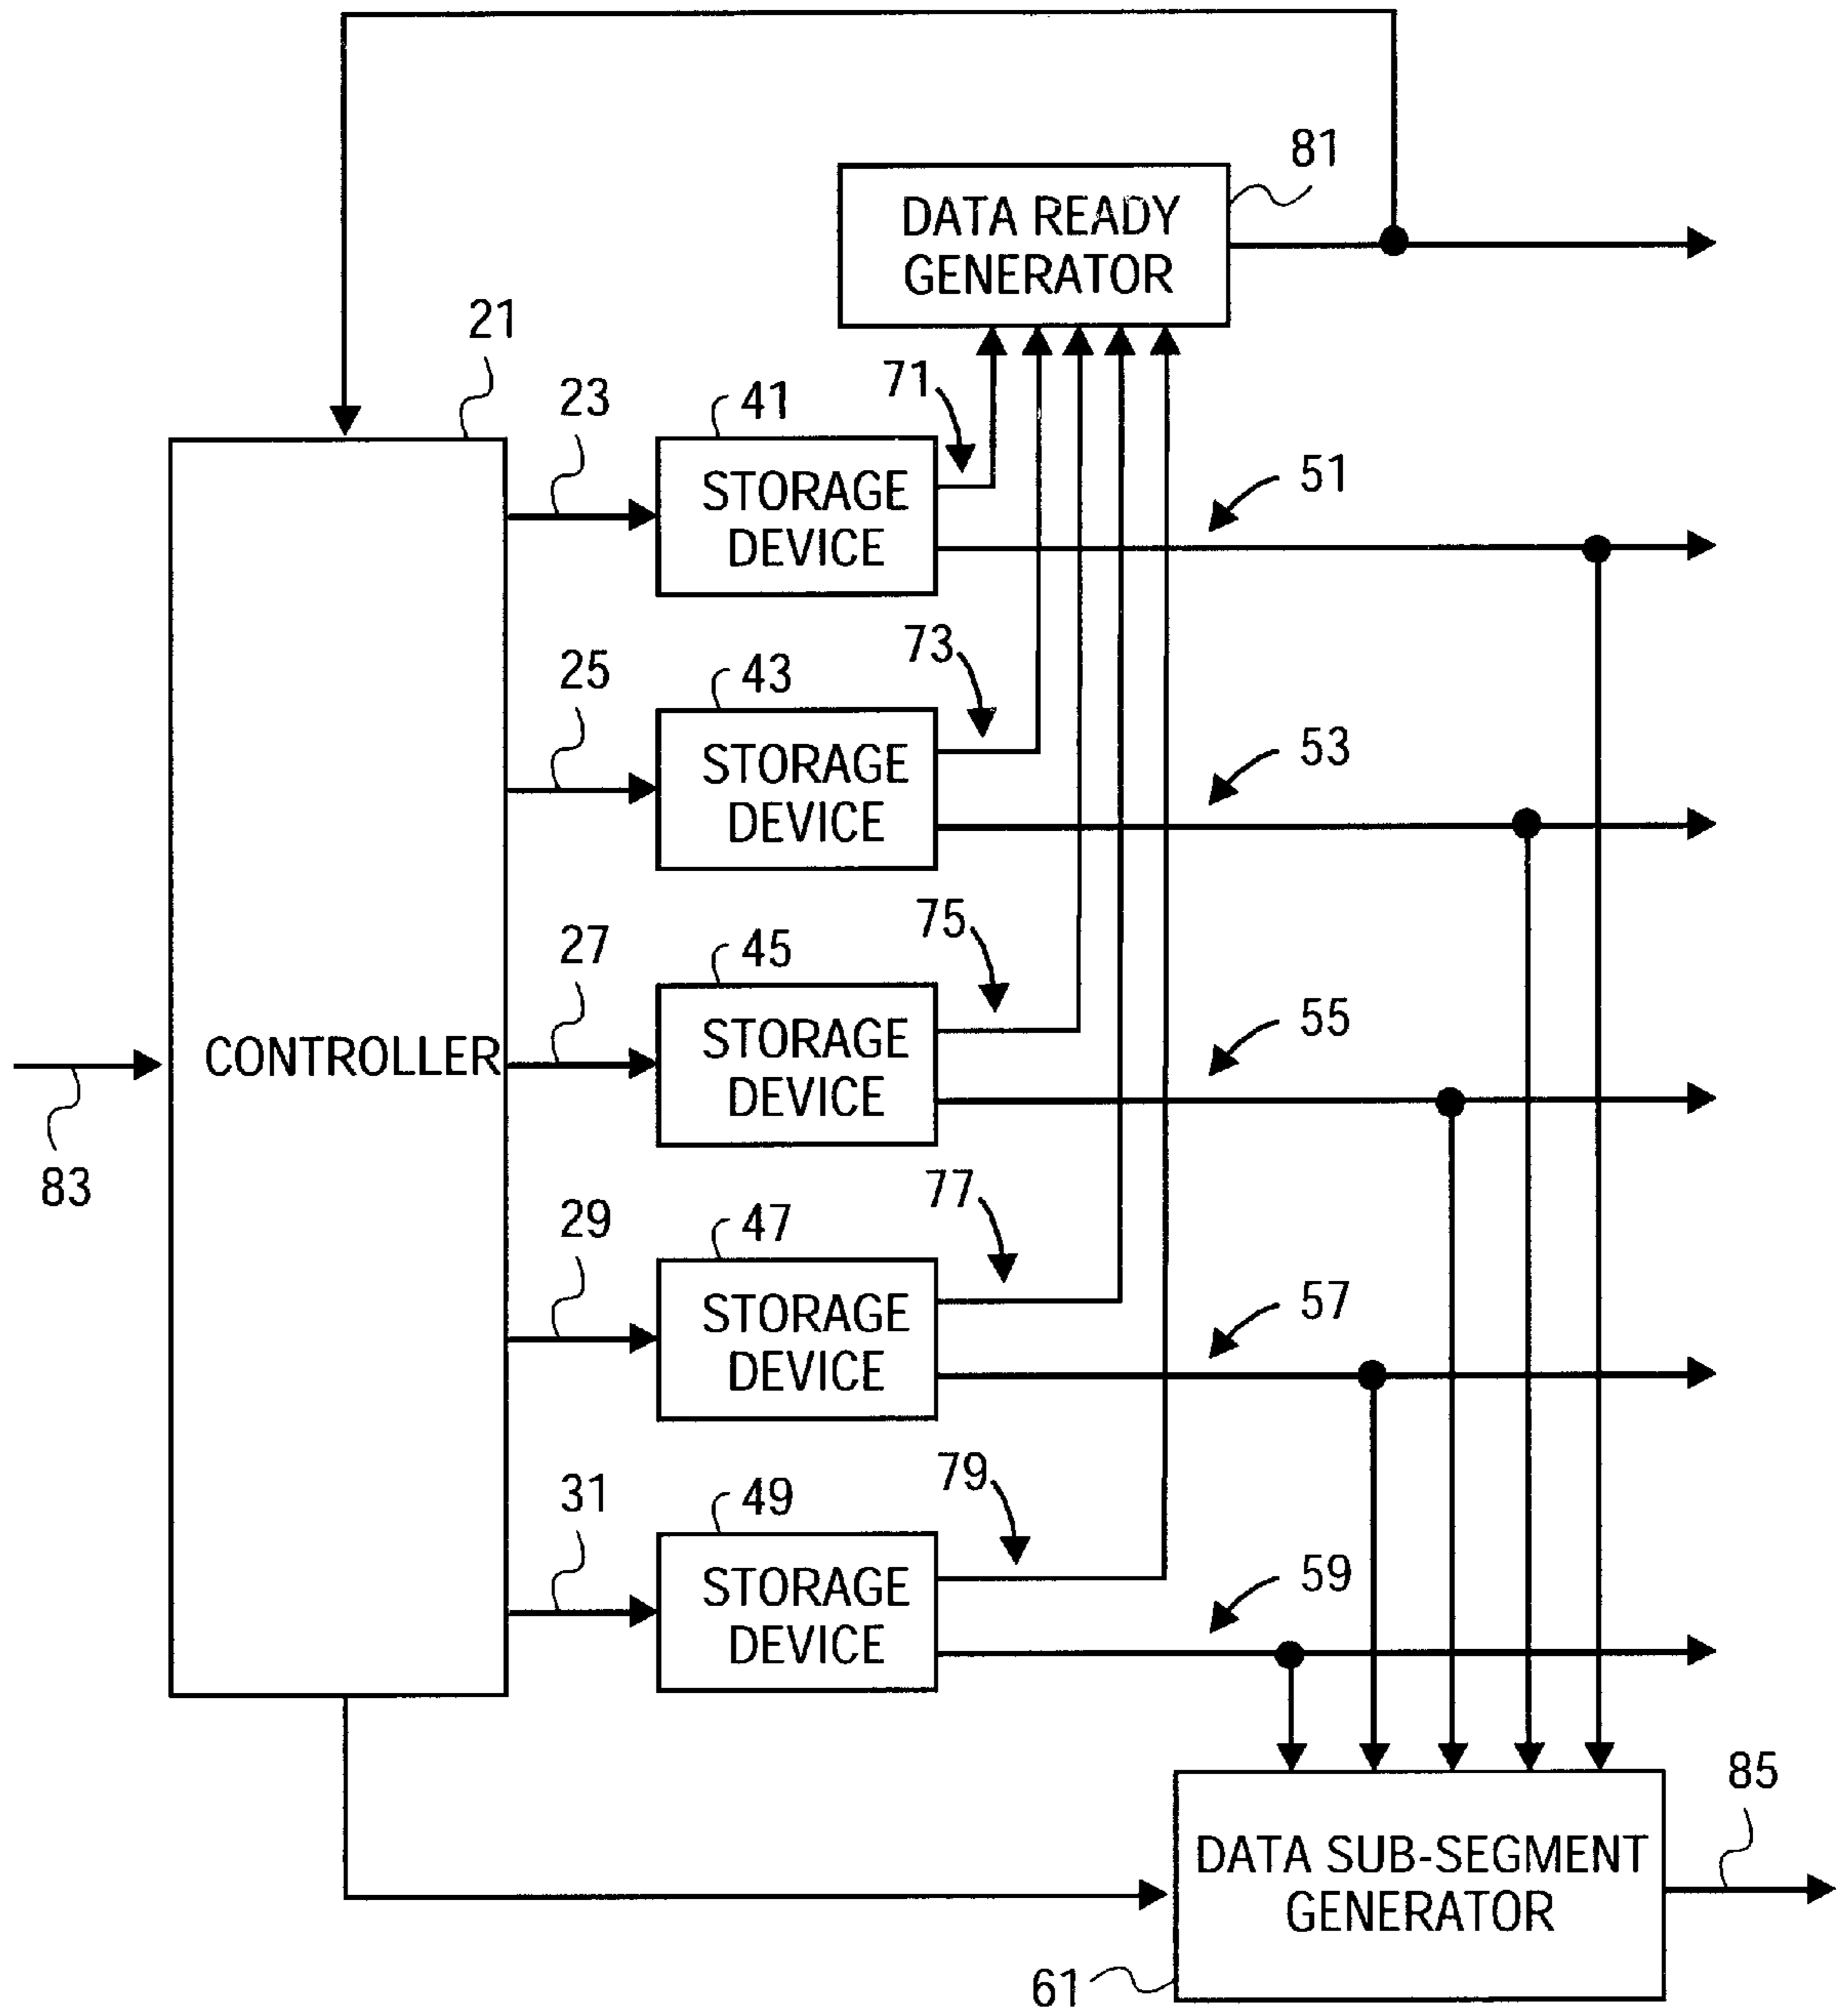 81
DATA READY
GENERATOR
21
23
41
71
STORAGE
DEVICE
51
25
43
73
STORAGE
DEVICE
53
27
45
75
STORAGE
DEVICE
55
CONTROLLER
83
29
47
77
STORAGE
DEVICE
57
31
49
79
STORAGE
DEVICE
59
85
DATA SUB-SEGMENT
GENERATOR
61